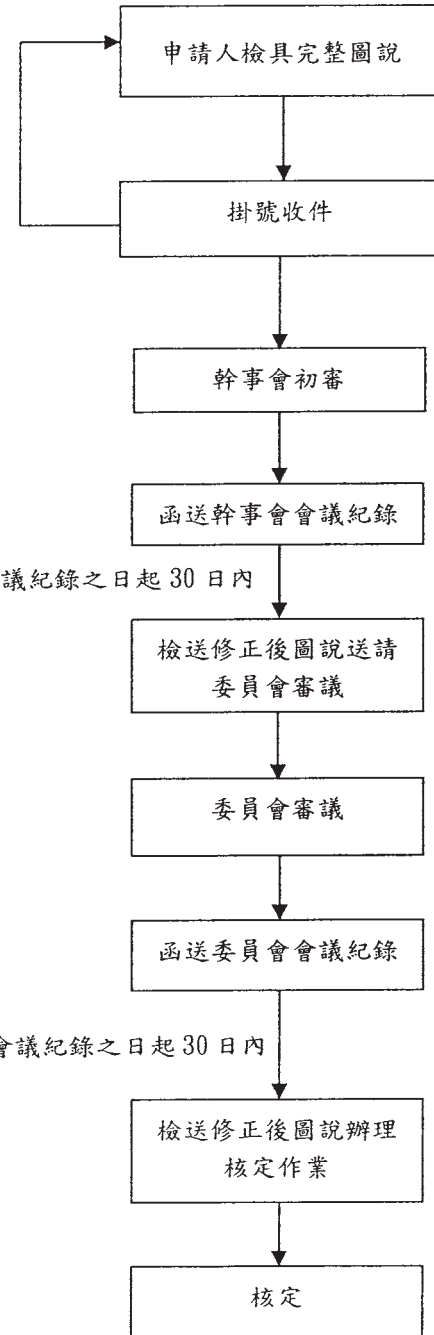 申請人檢具完整圖說
掛號收件
幹事會初審
函送幹事會會議紀錄
議紀錄之日起 30 日內
檢送修正後圖說送請
委員會審議
委員會審議
函送委員會會議紀錄
會議紀錄之日起 30 日內
檢送修正後圖說辦理
核定作業
核定